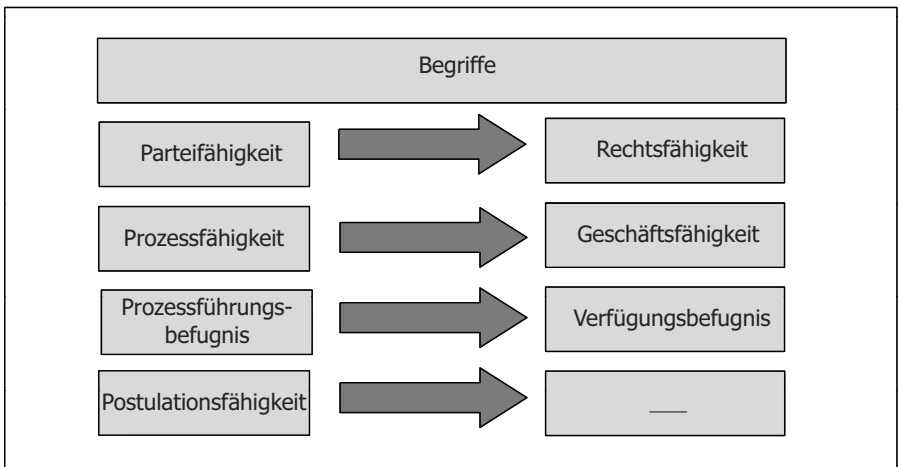 Begriffe
Parteifähigkeit
Rechtsfähigkeit
Prozessfähigkeit
Geschäftsfähigkeit
Prozessführungs-
befugnis
Verfügungsbefugnis
Postulationsfähigkeit
___